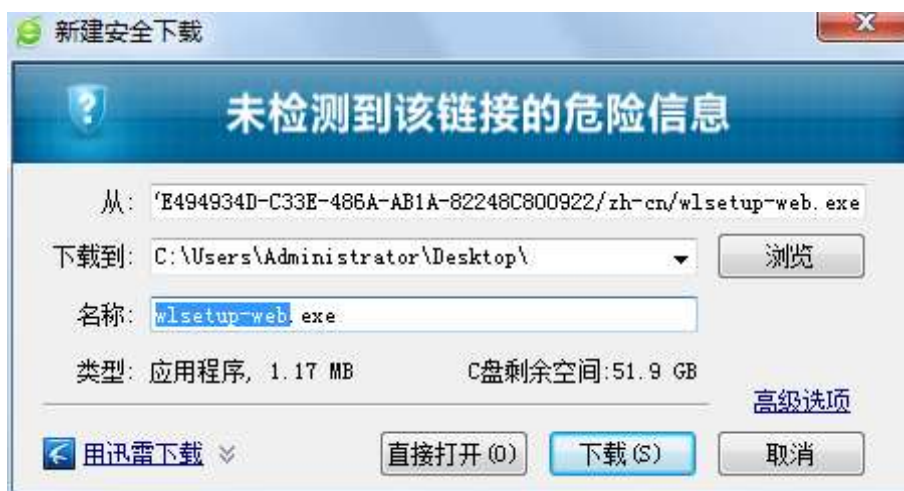 新建安全下载
未检测到该链接的危险信息
从: 'E494934D-C33E-486A-AB1A-82248C800922/zh-cn/wlsetup-web.exe
下载到: C:\Users\Administrator\Desktop\ 浏览
名称: wlsetup-web.exe
类型: 应用程序, 1.17 MB C盘剩余空间:51.9 GB
高级选项
用迅雷下载 直接打开(O) 下载(S) 取消